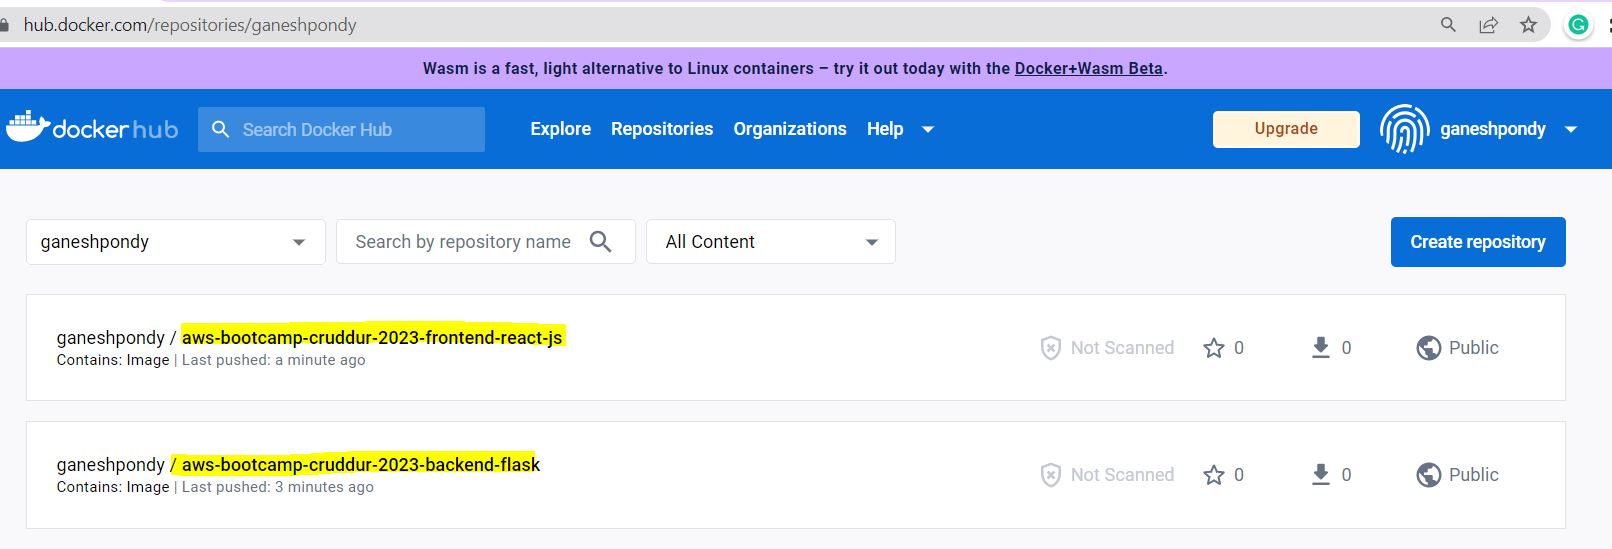 hub.docker.com/repositories/ganeshpondy
Wasm is a fast, light alternative to Linux containers – try it out today with the Docker+Wasm Beta.
dockerhub Search Docker Hub Explore Repositories Organizations Help Upgrade ganeshpondy
ganeshpondy Search by repository name All Content Create repository
ganeshpondy / aws-bootcamp-cruddur-2023-frontend-react-js
Contains: Image | Last pushed: a minute ago
Not Scanned 0 0 Public
ganeshpondy / aws-bootcamp-cruddur-2023-backend-flask
Contains: Image | Last pushed: 3 minutes ago
Not Scanned 0 0 Public